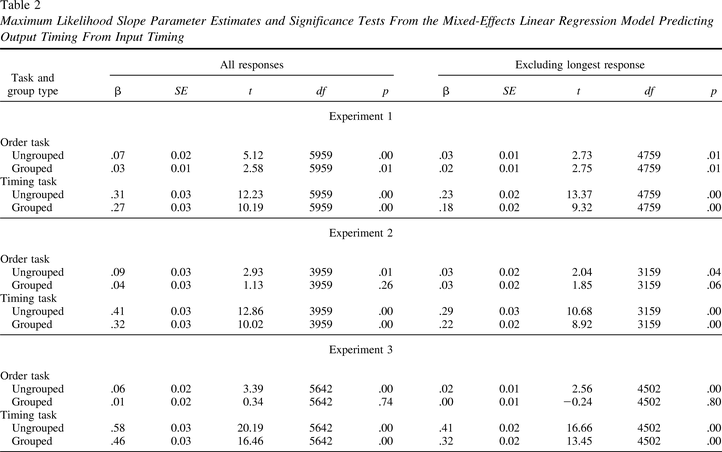 Table 2
Maximum Likelihood Slope Parameter Estimates and Significance Tests From the Mixed-Effects Linear Regression Model Predicting
Output Timing From Input Timing
All responses Excluding longest response
Task and
group type β SE t df p β SE t df p
Experiment 1
Order task
Ungrouped .07 0.02 5.12 5959 .00 .03 0.01 2.73 4759 .01
Grouped .03 0.01 2.58 5959 .01 .02 0.01 2.75 4759 .01
Timing task
Ungrouped .31 0.03 12.23 5959 .00 .23 0.02 13.37 4759 .00
Grouped .27 0.03 10.19 5959 .00 .18 0.02 9.32 4759 .00
Experiment 2
Order task
Ungrouped .09 0.03 2.93 3959 .01 .03 0.02 2.04 3159 .04
Grouped .04 0.03 1.13 3959 .26 .03 0.02 1.85 3159 .06
Timing task
Ungrouped .41 0.03 12.86 3959 .00 .29 0.03 10.68 3159 .00
Grouped .32 0.03 10.02 3959 .00 .22 0.02 8.92 3159 .00
Experiment 3
Order task
Ungrouped .06 0.02 3.39 5642 .00 .02 0.01 2.56 4502 .01
Grouped .01 0.02 0.34 5642 .74 .00 0.01 −0.24 4502 .80
Timing task
Ungrouped .58 0.03 20.19 5642 .00 .41 0.02 16.66 4502 .00
Grouped .46 0.03 16.46 5642 .00 .32 0.02 13.45 4502 .00